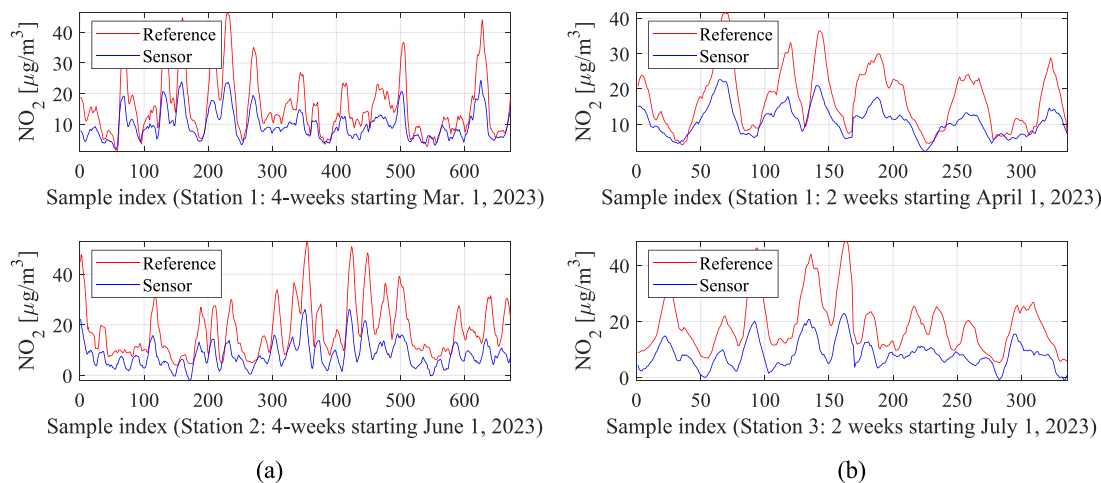 NO2 [μg/m3]
40
30
20
10
Reference
Sensor
0 100 200 300 400 500 600
Sample index (Station 1: 4-weeks starting Mar. 1, 2023)
NO2 [μg/m3]
40
30
20
10
Reference
Sensor
0 50 100 150 200 250 300
Sample index (Station 1: 2 weeks starting April 1, 2023)
NO2 [μg/m3]
40
20
0
Reference
Sensor
0 100 200 300 400 500 600
Sample index (Station 2: 4-weeks starting June 1, 2023)
NO2 [μg/m3]
40
20
0
Reference
Sensor
0 50 100 150 200 250 300
Sample index (Station 3: 2 weeks starting July 1, 2023)
(a) (b)